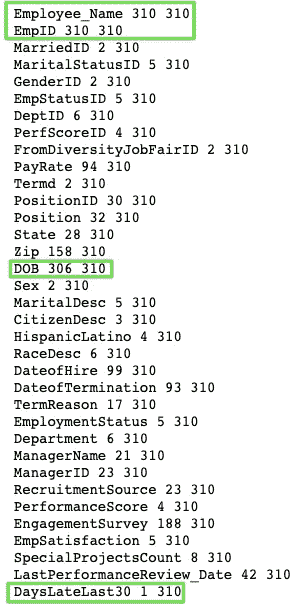 Employee_Name 310 310
EmpID 310 310
MarriedID 2 310
MaritalStatusID 5 310
GenderID 2 310
EmpStatusID 5 310
DeptID 6 310
PerfScoreID 4 310
FromDiversityJobFairID 2 310
PayRate 94 310
Termd 2 310
PositionID 30 310
Position 32 310
State 28 310
Zip 158 310
DOB 306 310
Sex 2 310
MaritalDesc 5 310
CitizenDesc 3 310
HispanicLatino 4 310
RaceDesc 6 310
DateofHire 99 310
DateofTermination 93 310
TermReason 17 310
EmploymentStatus 5 310
Department 6 310
ManagerName 21 310
ManagerID 23 310
RecruitmentSource 23 310
PerformanceScore 4 310
EngagementSurvey 188 310
EmpSatisfaction 5 310
SpecialProjectsCount 8 310
LastPerformanceReview_Date 42 310
DaysLateLast30 1 310